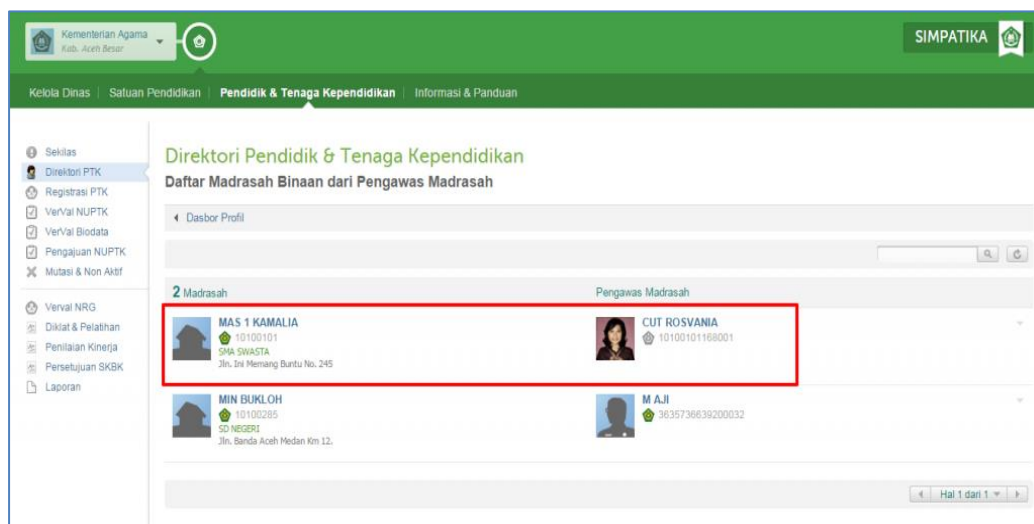 Kementerian Agama
Kab. Aceh Besar
SIMPATIKA
Kelola Dinas | Satuan Pendidikan | Pendidik & Tenaga Kependidikan | Informasi & Panduan
Sekilas
Direktori PTK
Registrasi PTK
VerVal NUPTK
VerVal Biodata
Pengajuan NUPTK
Mutasi & Non Aktif
Verval NRG
Diklat & Pelatihan
Penilaian Kinerja
Persetujuan SKBK
Laporan
Direktori Pendidik & Tenaga Kependidikan
Daftar Madrasah Binaan dari Pengawas Madrasah
Dasbor Profil
2 Madrasah
Pengawas Madrasah
MAS 1 KAMALIA
10100101
SMA SWASTA
Jln. Ini Memang Buntu No. 245
CUT ROSVANIA
10100101168001
MIN BUKLOH
10100285
SD NEGERI
Jln. Banda Aceh Medan Km 12.
M AJI
3635736639200032
Hal 1 dari 1